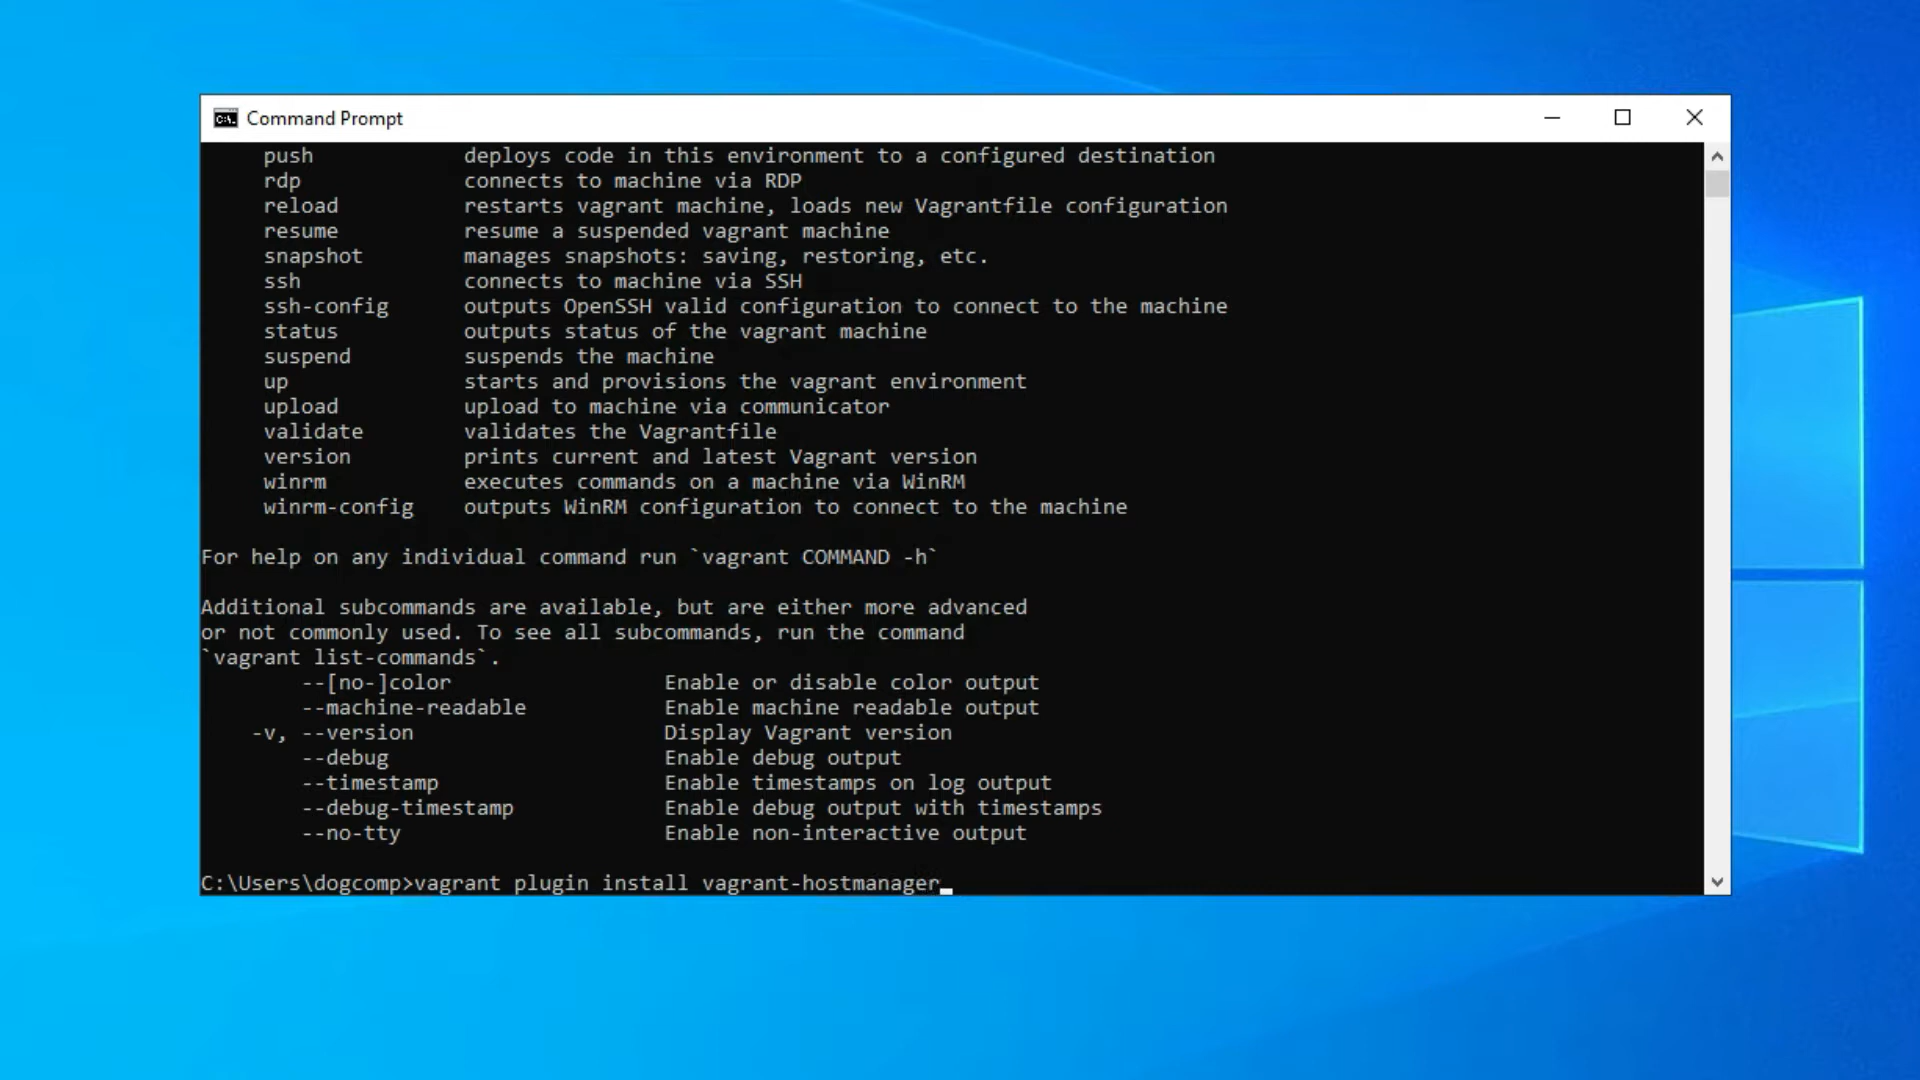 Command Prompt
push deploys code in this environment to a configured destination
rdp connects to machine via RDP
reload restarts vagrant machine, loads new Vagrantfile configuration
resume resume a suspended vagrant machine
snapshot manages snapshots: saving, restoring, etc.
ssh connects to machine via SSH
ssh-config outputs OpenSSH valid configuration to connect to the machine
status outputs status of the vagrant machine
suspend suspends the machine
up starts and provisions the vagrant environment
upload upload to machine via communicator
validate validates the Vagrantfile
version prints current and latest Vagrant version
winrm executes commands on a machine via WinRM
winrm-config outputs WinRM configuration to connect to the machine
For help on any individual command run `vagrant COMMAND -h`
Additional subcommands are available, but are either more advanced
or not commonly used. To see all subcommands, run the command
`vagrant list-commands`.
--[no-]color Enable or disable color output
--machine-readable Enable machine readable output
-v, --version Display Vagrant version
--debug Enable debug output
--timestamp Enable timestamps on log output
--debug-timestamp Enable debug output with timestamps
--no-tty Enable non-interactive output
C:\Users\dogcomp>vagrant plugin install vagrant-hostmanager